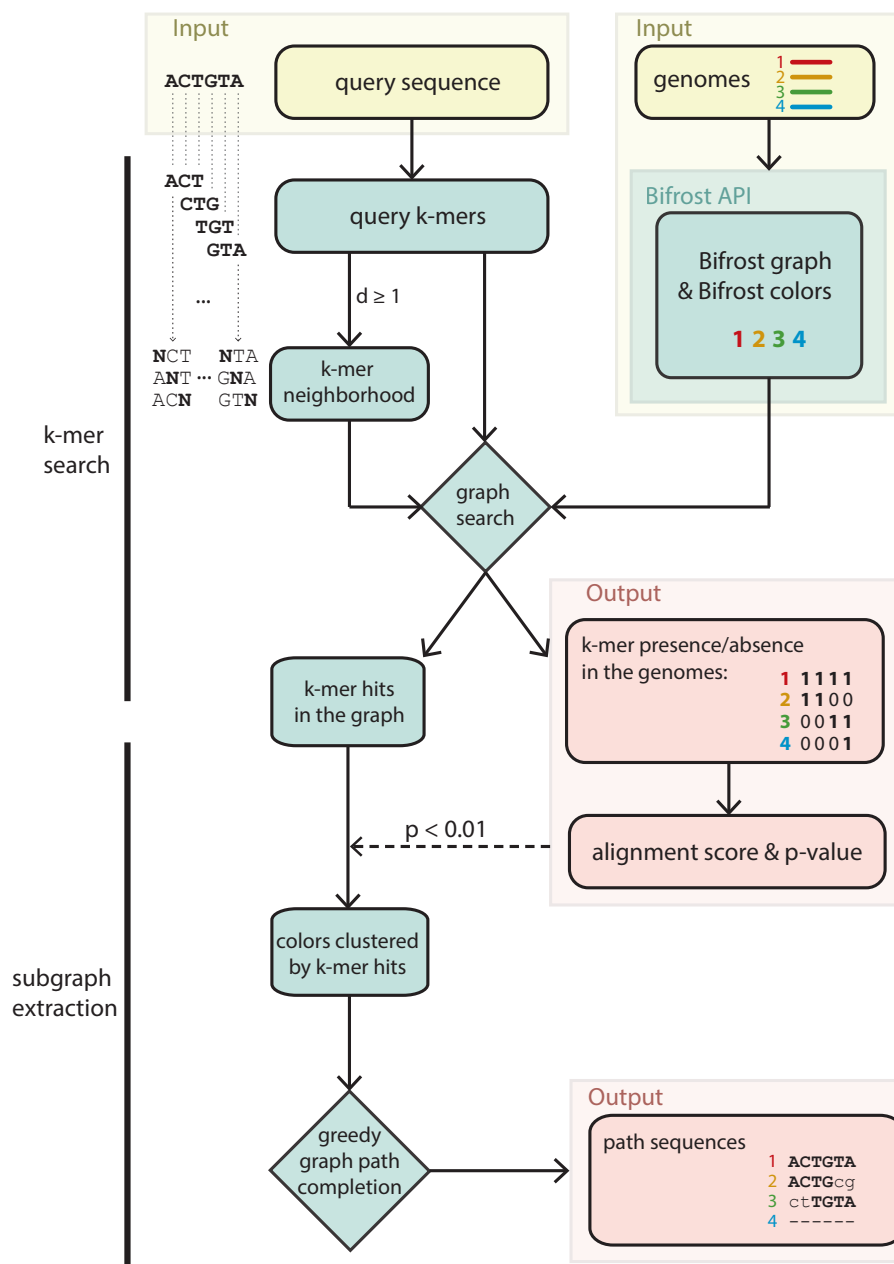 Input
ACTGTA
query sequence
Input
genomes
1
2
3
4
ACT
CTG
TGT
GTA
...
NCT NTA
ANT ... GNA
ACN GTN
query k-mers
d ≥ 1
k-mer
neighborhood
Bifrost API
Bifrost graph
& Bifrost colors
1 2 3 4
k-mer
search
graph
search
Output
k-mer presence/absence
in the genomes:
1 1111
2 1100
3 0011
4 0001
k-mer hits
in the graph
p < 0.01
alignment score & p-value
colors clustered
by k-mer hits
subgraph
extraction
greedy
graph path
completion
Output
path sequences
1 ACTGTA
2 ACTGcg
3 ctTGTA
4 ------